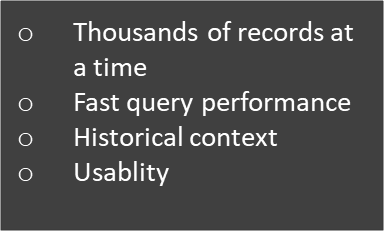 o Thousands of records at
a time
o Fast query performance
o Historical context
o Usablity